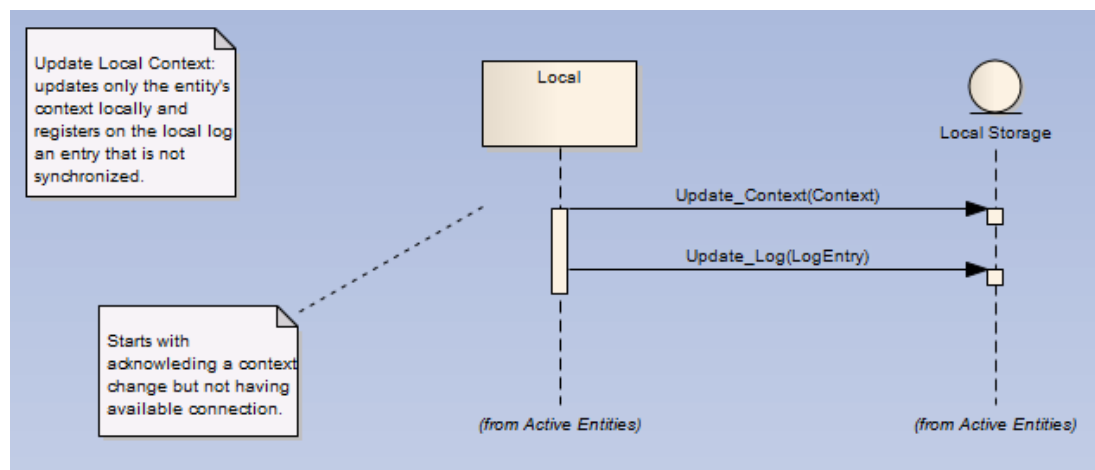 Update Local Context:
updates only the entity's
context locally and
registers on the local log
an entry that is not
synchronized.
Local
Local Storage
Update_Context(Context)
Update_Log(LogEntry)
Starts with
acknowleding a context
change but not having
available connection.
(from Active Entities)
(from Active Entities)